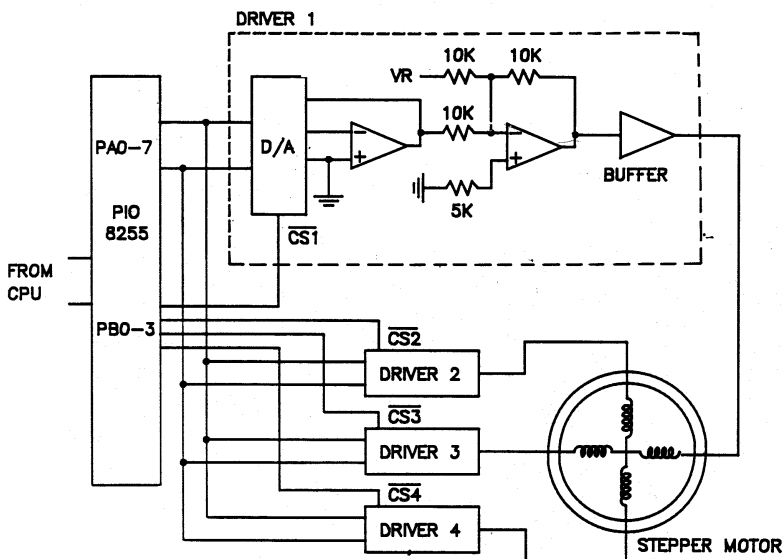 DRIVER 1
10K
10K
VR
10K
PA0-7
D/A
-
+
-
+
BUFFER
5K
PIO
8255
CS1
FROM
CPU
PB0-3
CS2
DRIVER 2
CS3
DRIVER 3
CS4
DRIVER 4
STEPPER MOTOR